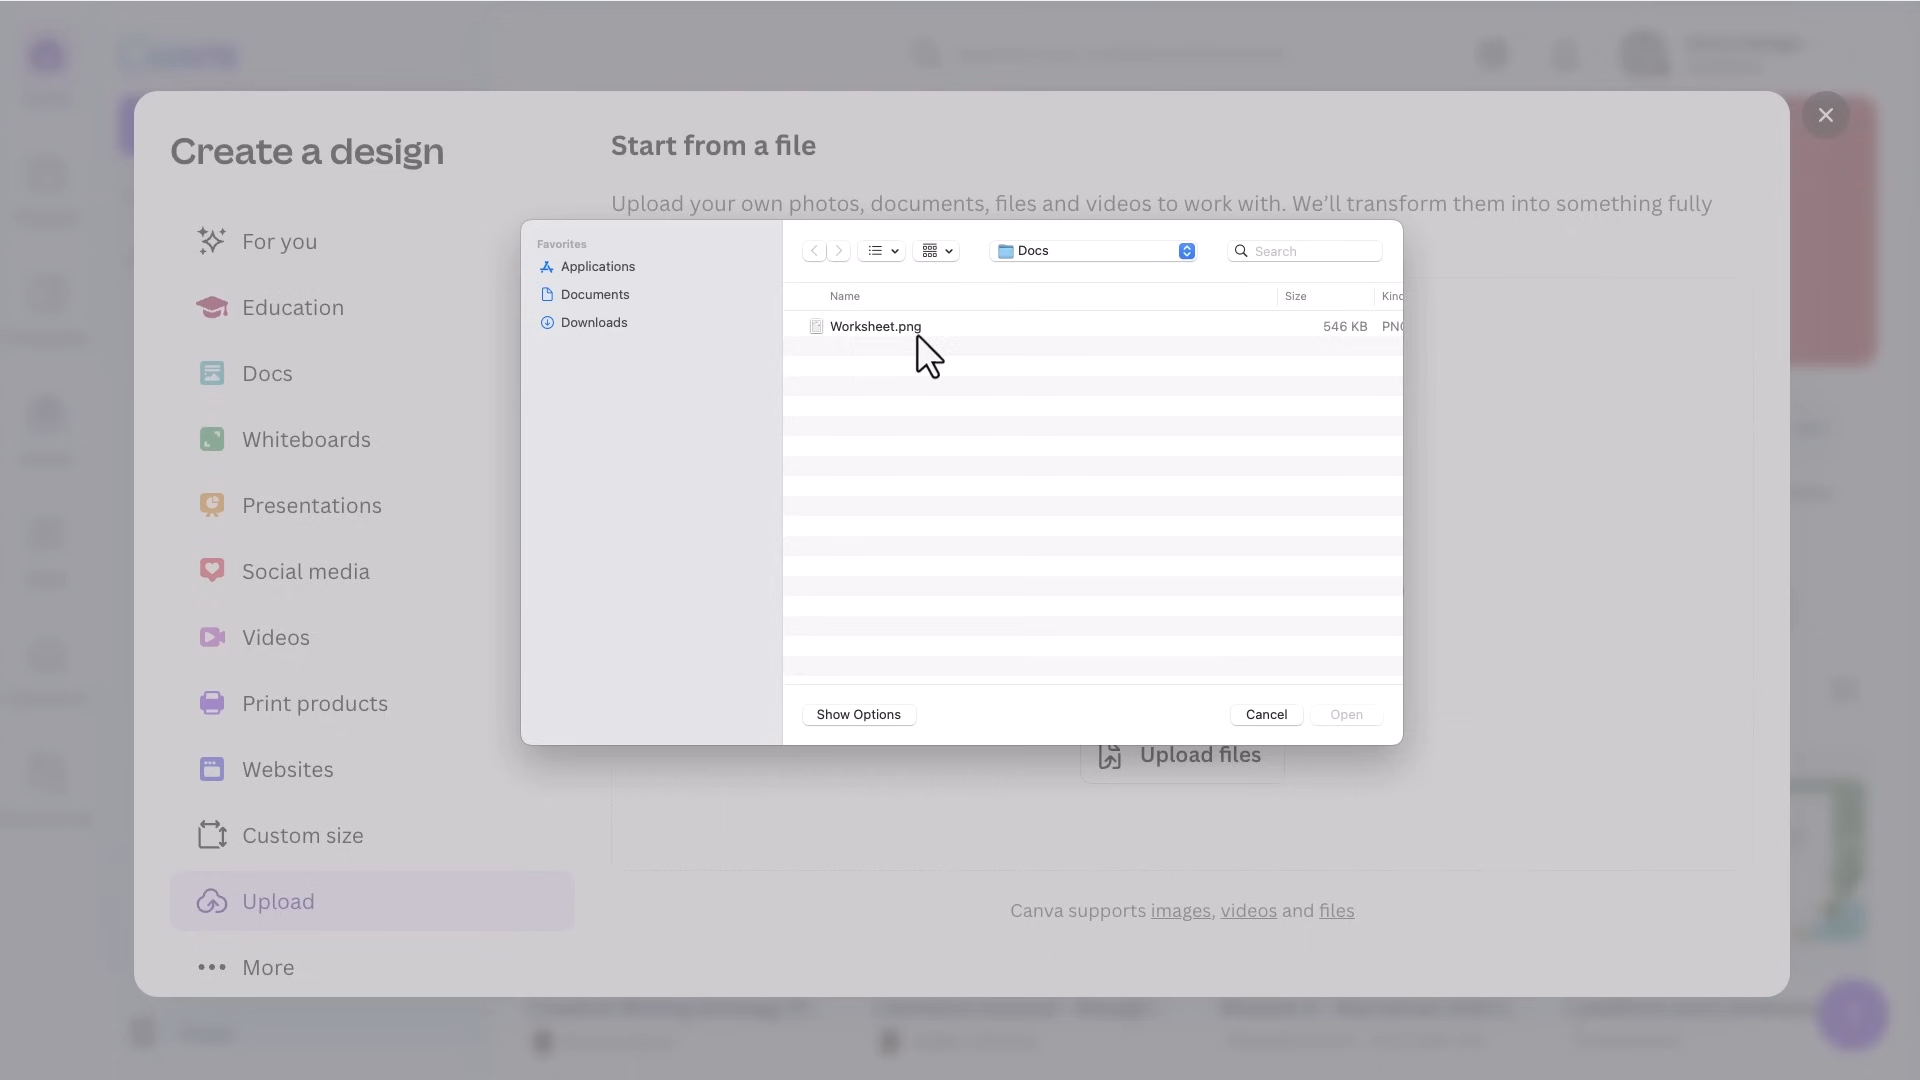 Create a design
For you
Education
Docs
Whiteboards
Presentations
Social media
Videos
Print products
Websites
Custom size
Upload
More
Start from a file
Upload your own photos, documents, files and videos to work with. We'll transform them into something fully
Favorites
Applications
Documents
Downloads
Docs
Search
Name Size Kind
Worksheet.png 546 KB PNG
Show Options
Cancel
Open
Upload files
Canva supports images, videos and files